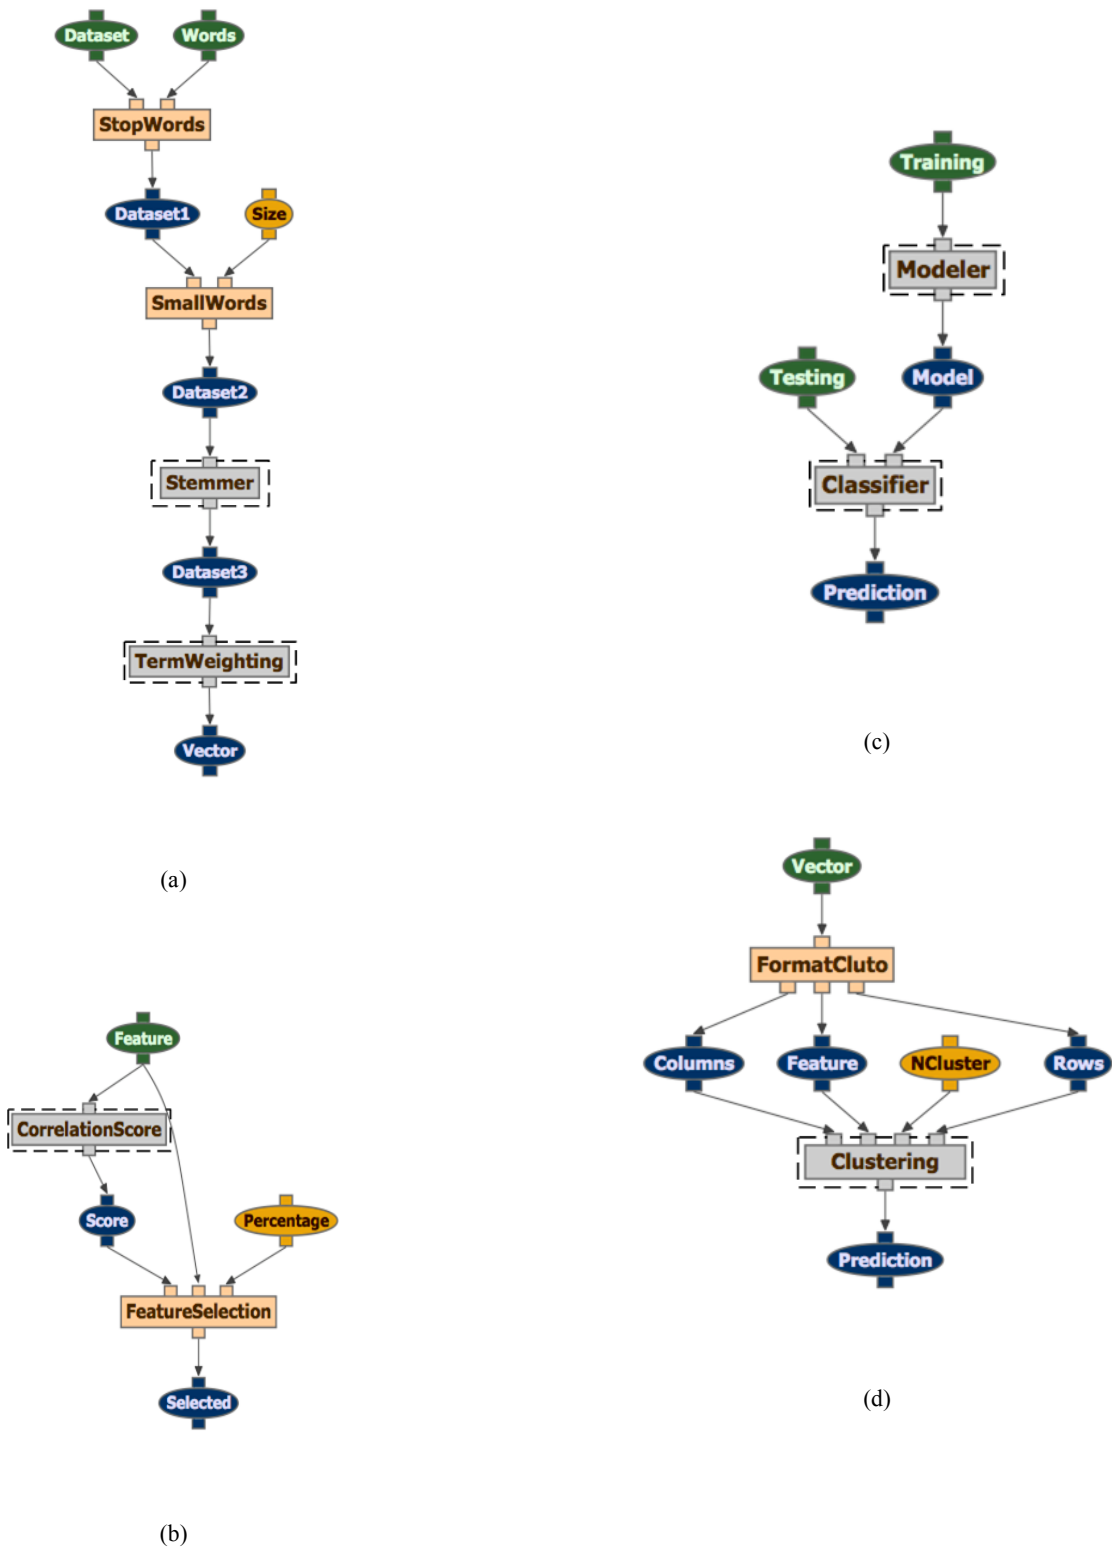 Dataset
Words
StopWords
Dataset1
Size
SmallWords
Dataset2
Stemmer
Dataset3
TermWeighting
Vector
(a)
Feature
CorrelationScore
Score
Percentage
FeatureSelection
Selected
(b)
Training
Modeler
Testing
Model
Classifier
Prediction
(c)
Vector
FormatCluto
Columns
Feature
NCluster
Rows
Clustering
Prediction
(d)